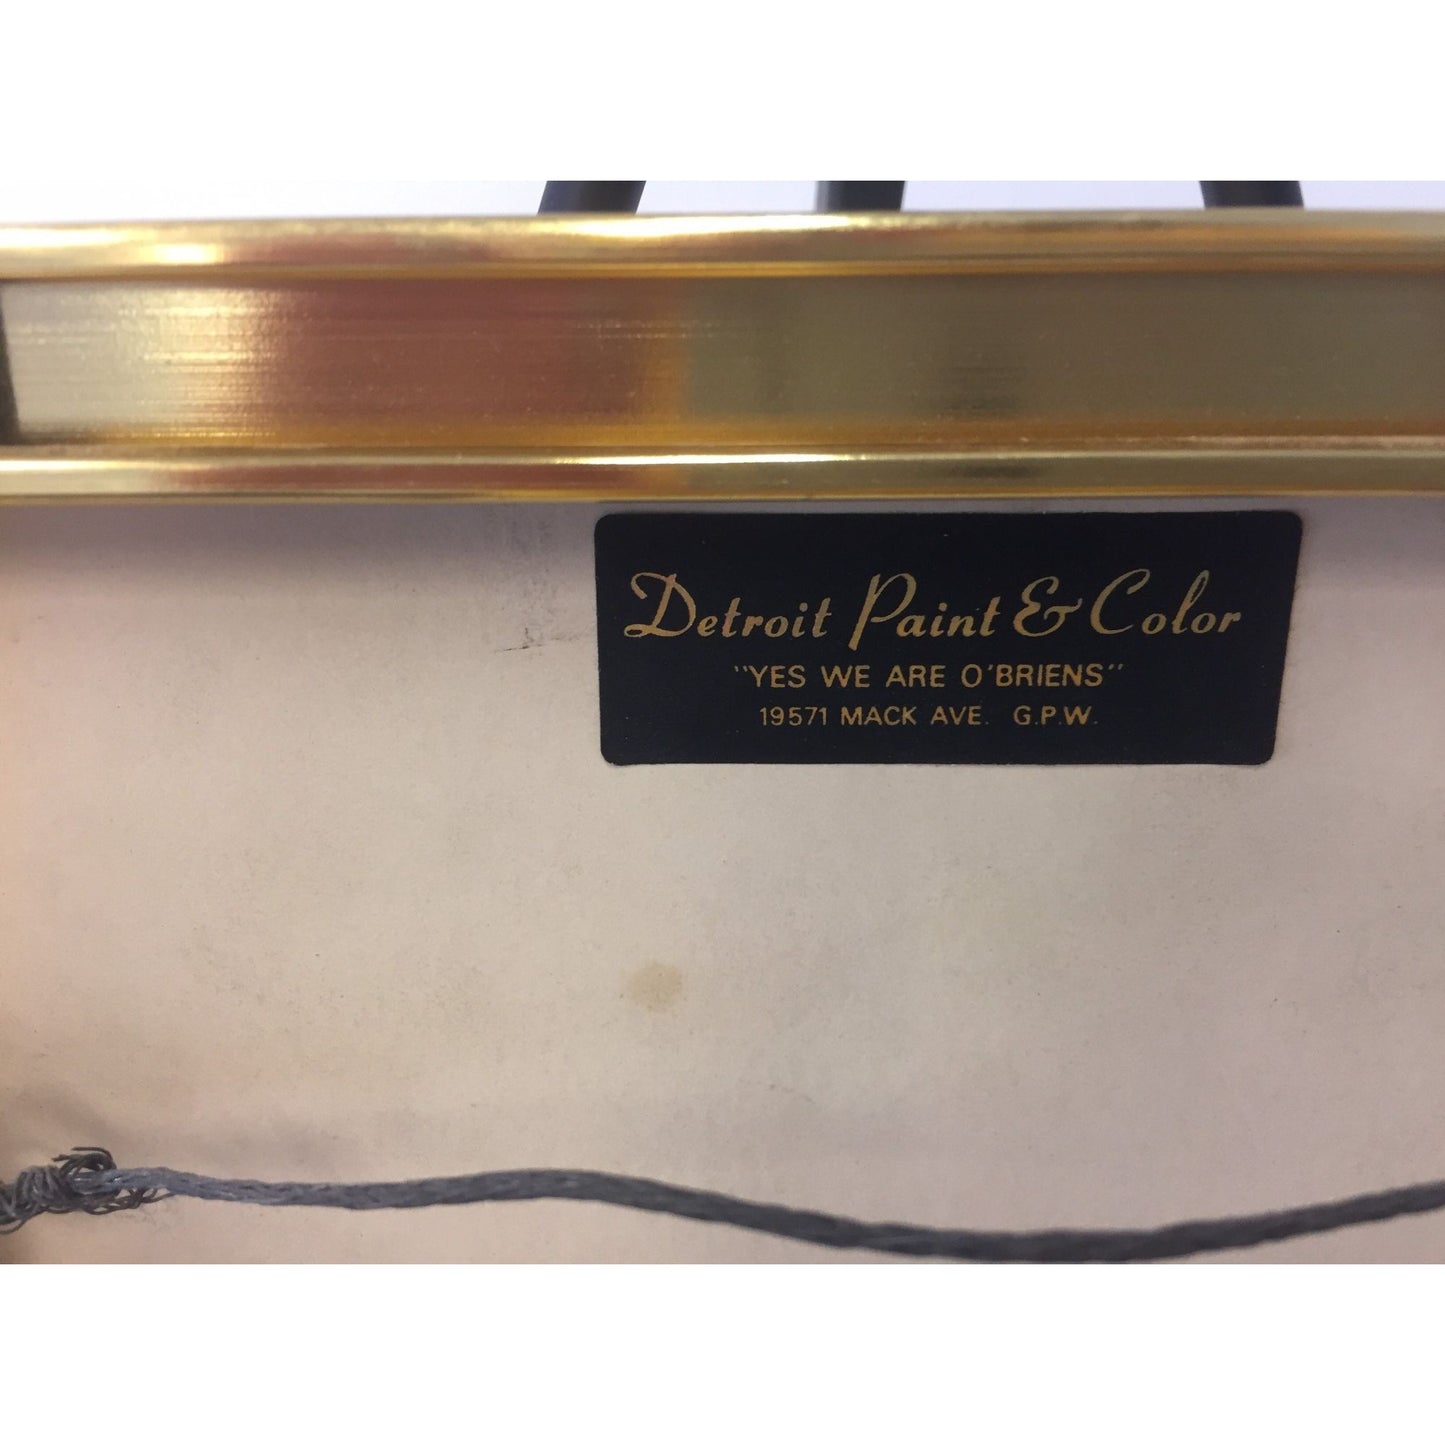 Detroit Paint & Color
"YES WE ARE O'BRIENS"
19571 MACK AVE. G.P.W.